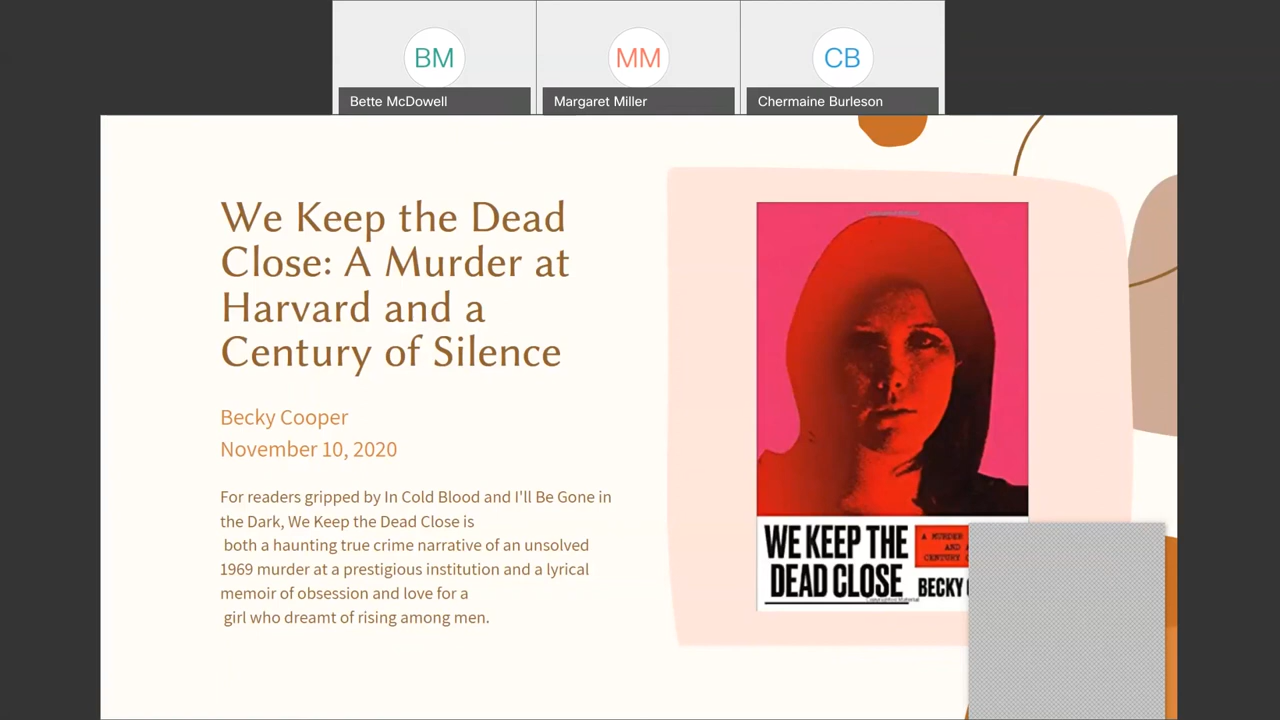 BM
MM
CB
Bette McDowell
Margaret Miller
Chermaine Burleson
We Keep the Dead
Close: A Murder at
Harvard and a
Century of Silence
Becky Cooper
November 10, 2020
For readers gripped by In Cold Blood and I'll Be Gone in
the Dark, We Keep the Dead Close is
both a haunting true crime narrative of an unsolved
1969 murder at a prestigious institution and a lyrical
memoir of obsession and love for a
girl who dreamt of rising among men.
WE KEEP THE
DEAD CLOSE
A MURDER
AND A
CENTURY
BECKY